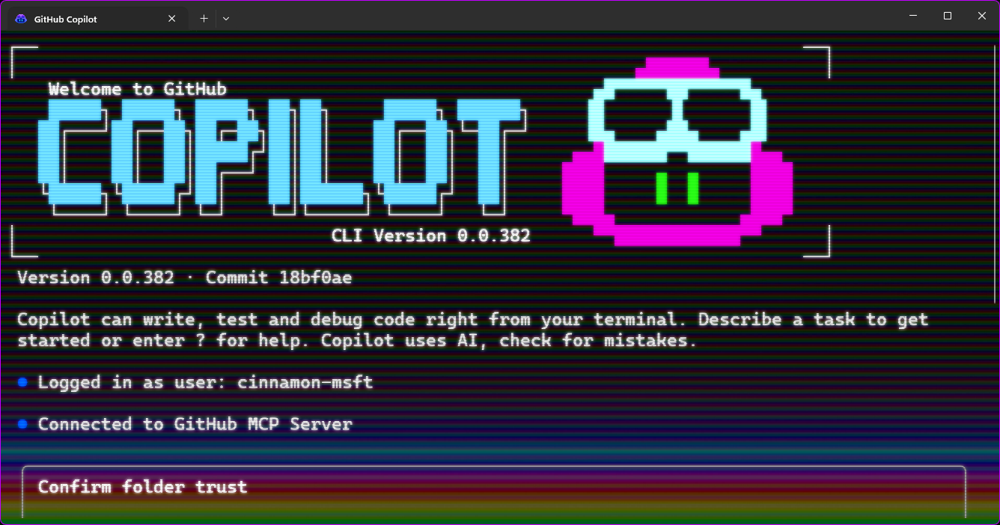 GitHub Copilot
Welcome to GitHub
COPILOT
CLI Version 0.0.382
Version 0.0.382 · Commit 18bf0ae
Copilot can write, test and debug code right from your terminal. Describe a task to get
started or enter ? for help. Copilot uses AI, check for mistakes.
● Logged in as user: cinnamon-msft
● Connected to GitHub MCP Server
Confirm folder trust